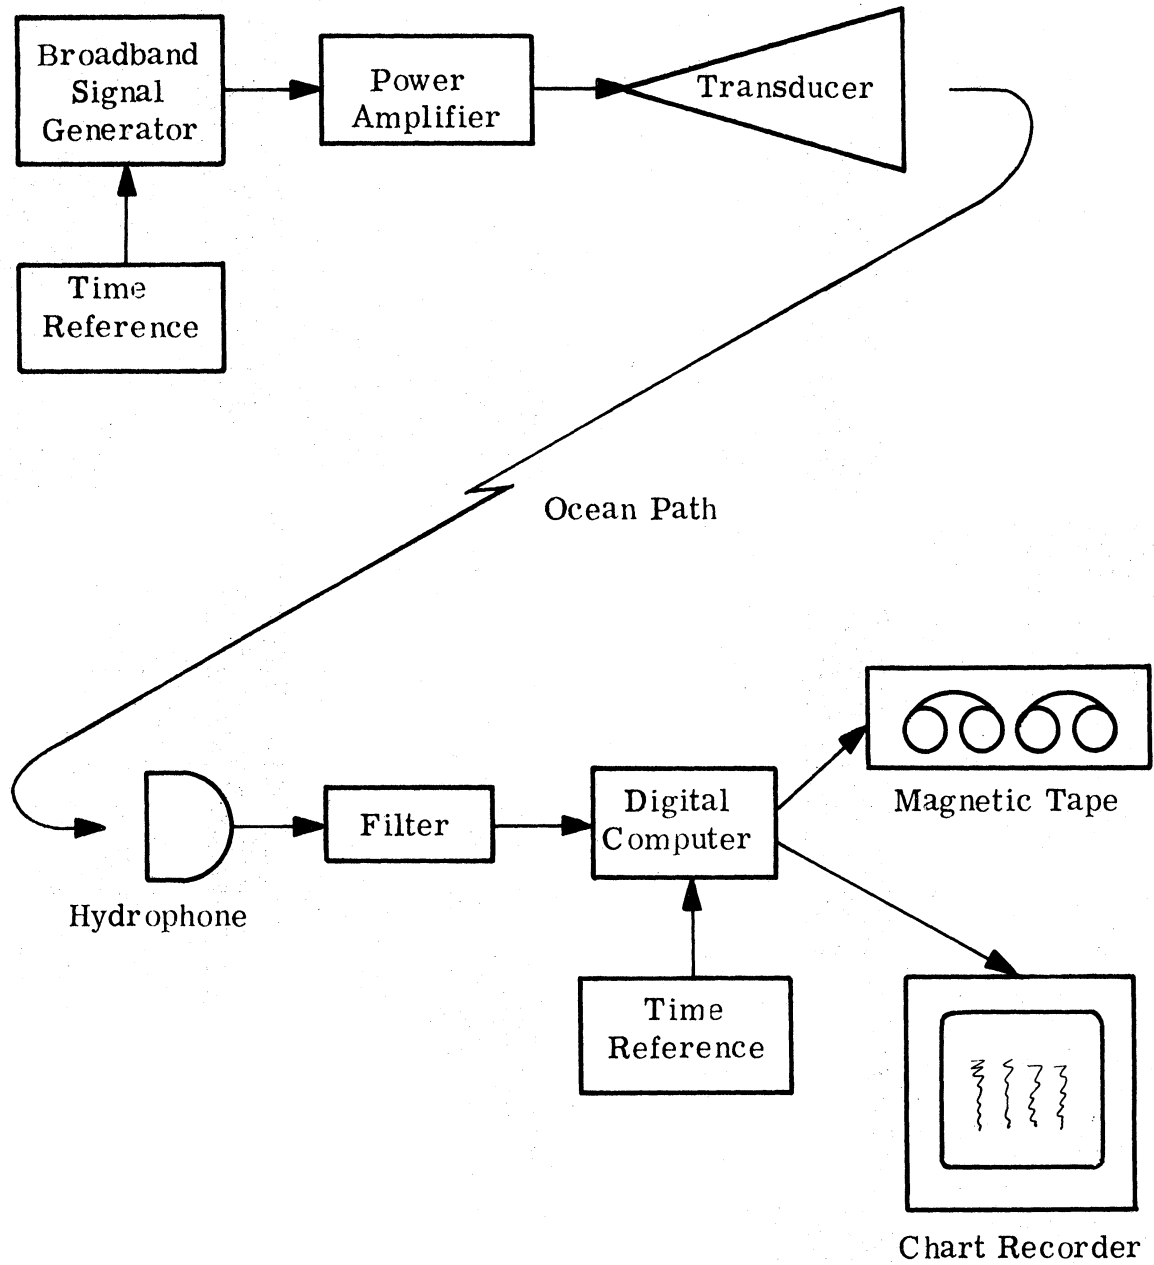 Broadband
Signal
Generator
Power
Amplifier
Transducer
Time
Reference
Ocean Path
Hydrophone
Filter
Digital
Computer
Magnetic Tape
Time
Reference
Chart Recorder